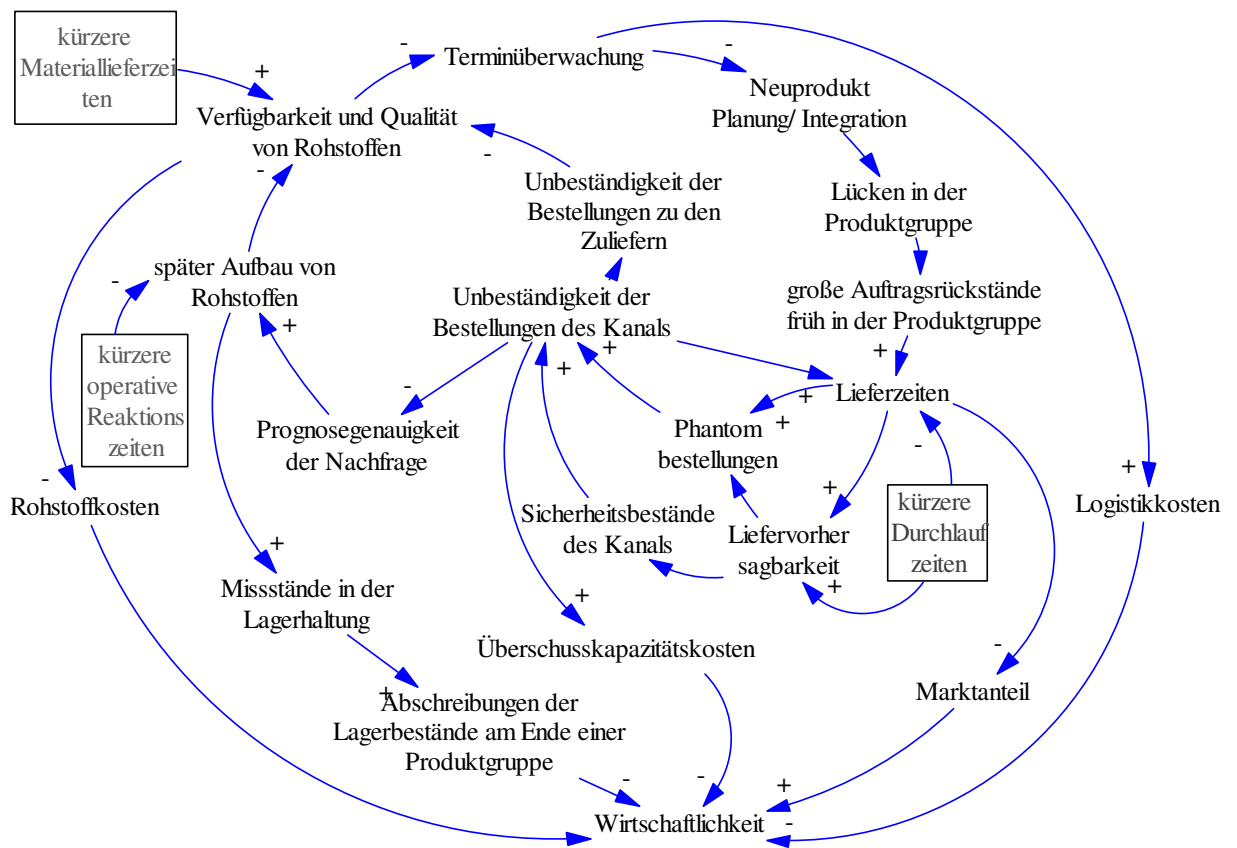 kürzere
Materiallieferzei
ten
+
-
Terminüberwachung
-
Neuprodukt
Planung/ Integration
Verfügbarkeit und Qualität
von Rohstoffen
-
-
Unbeständigkeit der
Bestellungen zu den
Zuliefern
Lücken in der
Produktgruppe
-
später Aufbau von
Rohstoffen
+
Unbeständigkeit der
Bestellungen des Kanals
+
+
große Auftragsrückstände
früh in der Produktgruppe
+
kürzere
operative
Reaktions
zeiten
-
Prognosegenauigkeit
der Nachfrage
Lieferzeiten
+
+
Phantom
bestellungen
-
-
Rohstoffkosten
+
Sicherheitsbestände
des Kanals
+
Liefervorher
sagbarkeit
+
kürzere
Durchlauf
zeiten
+
Logistikkosten
Missstände in der
Lagerhaltung
+
Überschusskapazitätskosten
-
Marktanteil
+
Abschreibungen der
Lagerbestände am Ende einer
Produktgruppe
-
-
+
-
Wirtschaftlichkeit